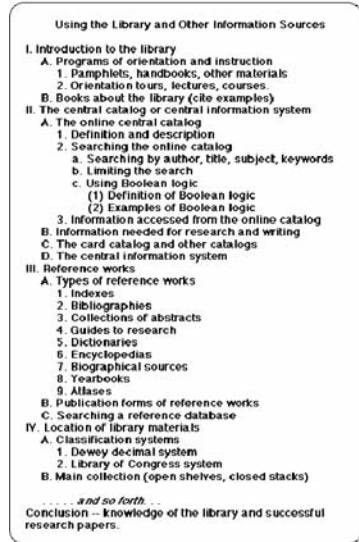 Using the Library and Other Information Sources
I. Introduction to the library
A. Programs of orientation and instruction
1. Pamphlets, handbooks, other materials
2. Orientation tours, lectures, courses.
B. Books about the library (cite examples)
II. The central catalog or central information system
A. The online central catalog
1. Definition and description
2. Searching the online catalog
a. Searching by author, title, subject, keywords
b. Limiting the search
c. Using Boolean logic
(1) Definition of Boolean logic
(2) Examples of Boolean logic
3. Information accessed from the online catalog
B. Information needed for research and writing
C. The card catalog and other catalogs
D. The central information system
III. Reference works
A. Types of reference works
1. Indexes
2. Bibliographies
3. Collections of abstracts
4. Guides to research
5. Dictionaries
6. Encyclopedias
7. Biographical sources
8. Yearbooks
9. Atlases
B. Publication forms of reference works
C. Searching a reference database
IV. Location of library materials
A. Classification systems
1. Dewey decimal system
2. Library of Congress system
B. Main collection (open shelves, closed stacks)
. . . . . and so forth. . .
Conclusion -- knowledge of the library and successful
research papers.